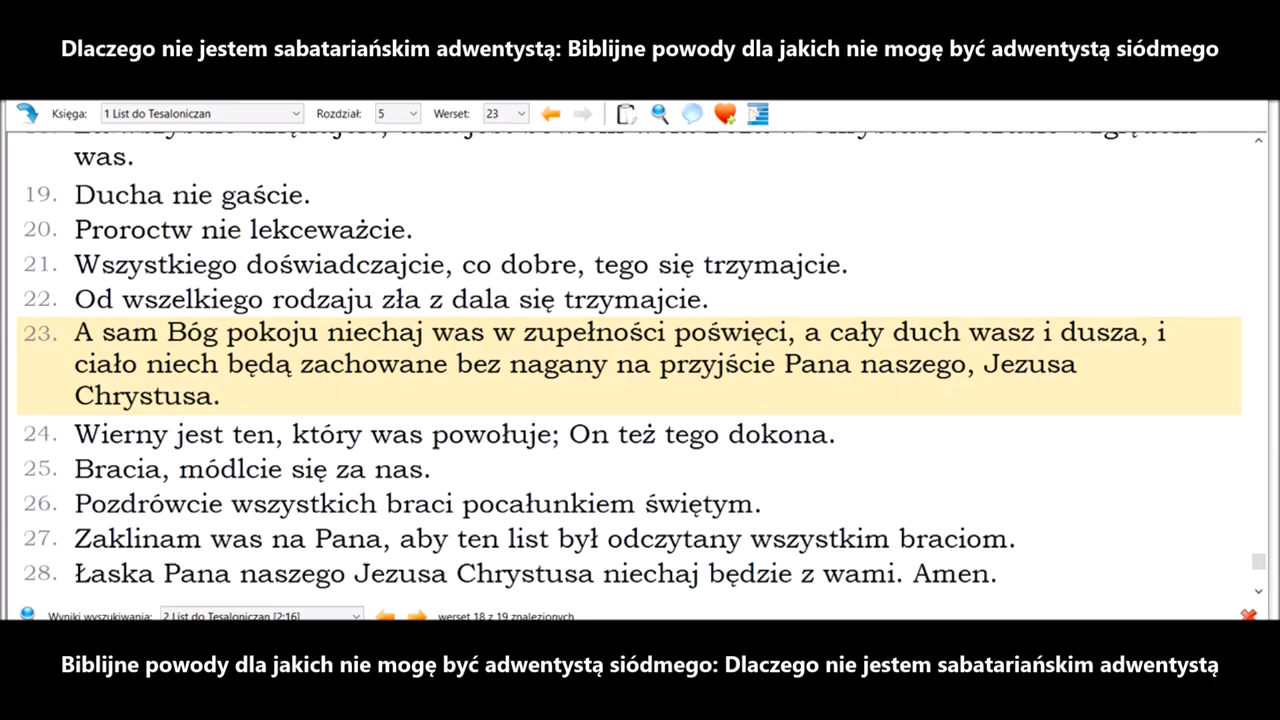 Dlaczego nie jestem sabatariańskim adwentystą: Biblijne powody dla jakich nie mogę być adwentystą siódmego
Księga: 1 List do Tesaloniczan Rozdział: 5 Werset: 23
was.
19. Ducha nie gaście.
20. Proroctw nie lekceważcie.
21. Wszystkiego doświadczajcie, co dobre, tego się trzymajcie.
22. Od wszelkiego rodzaju zła z dala się trzymajcie.
23. A sam Bóg pokoju niechaj was w zupełności poświęci, a cały duch wasz i dusza, i
ciało niech będą zachowane bez nagany na przyjście Pana naszego, Jezusa
Chrystusa.
24. Wierny jest ten, który was powołuje; On też tego dokona.
25. Bracia, módlcie się za nas.
26. Pozdrówcie wszystkich braci pocałunkiem świętym.
27. Zaklinam was na Pana, aby ten list był odczytany wszystkim braciom.
28. Łaska Pana naszego Jezusa Chrystusa niechaj będzie z wami. Amen.
Wyniki wyszukiwania: 2 List do Tesaloniczan [2:16] werset 18 z 19 znalezionych
Biblijne powody dla jakich nie mogę być adwentystą siódmego: Dlaczego nie jestem sabatariańskim adwentystą